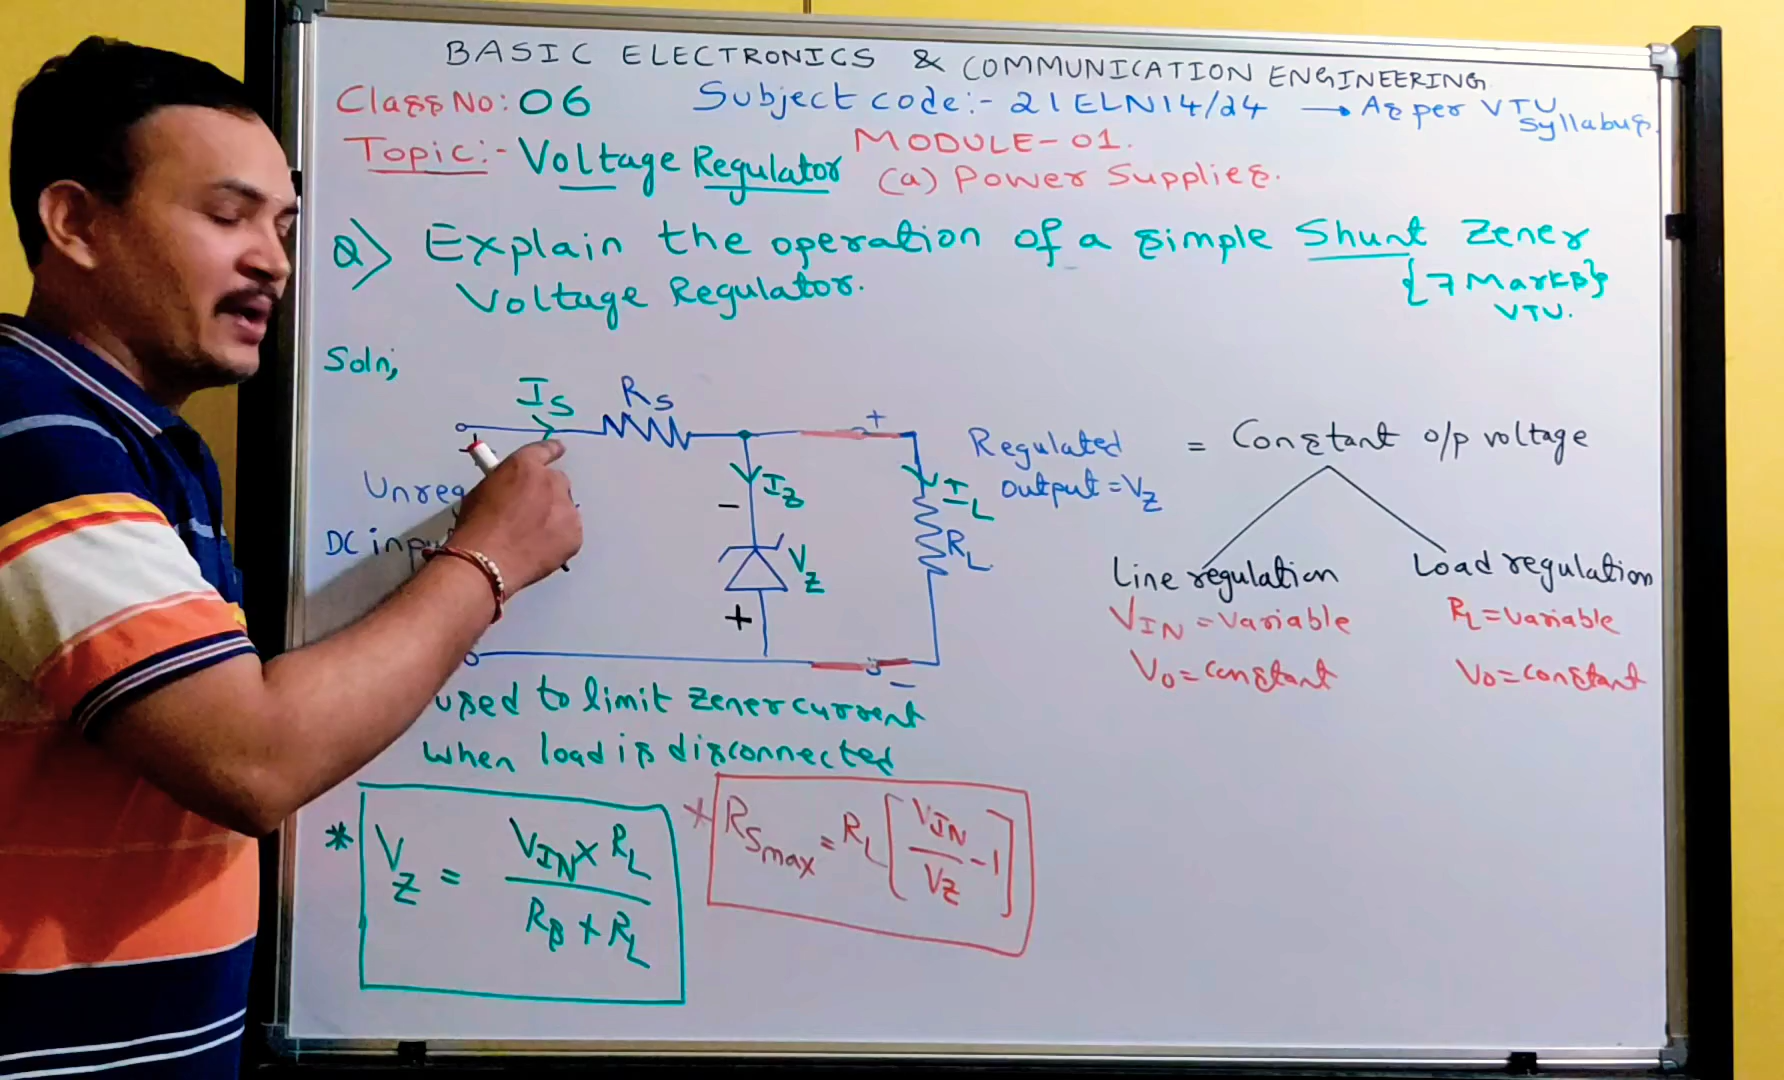 BASIC ELECTRONICS & COMMUNICATION ENGINEERING
Class No: 06 Subject code:- 21ELN14/24 → As per VTU Syllabus.
Topic:- Voltage Regulator MODULE-01.
(a) Power Supplies.
Q) Explain the operation of a simple Shunt Zener
Voltage Regulator. {7 Marks}
VTU.
Soln;
IS RS
+
Regulated = Constant o/p voltage
IZ IL output = VZ
-
DC
VZ RL
Line regulation Load regulation
+
VIN = variable RL = variable
Vo = constant Vo = constant
-
used to limit zener current
when load is disconnected
* VZ = VIN × RL / RS + RL
* RSmax = RL [VIN / VZ - 1]